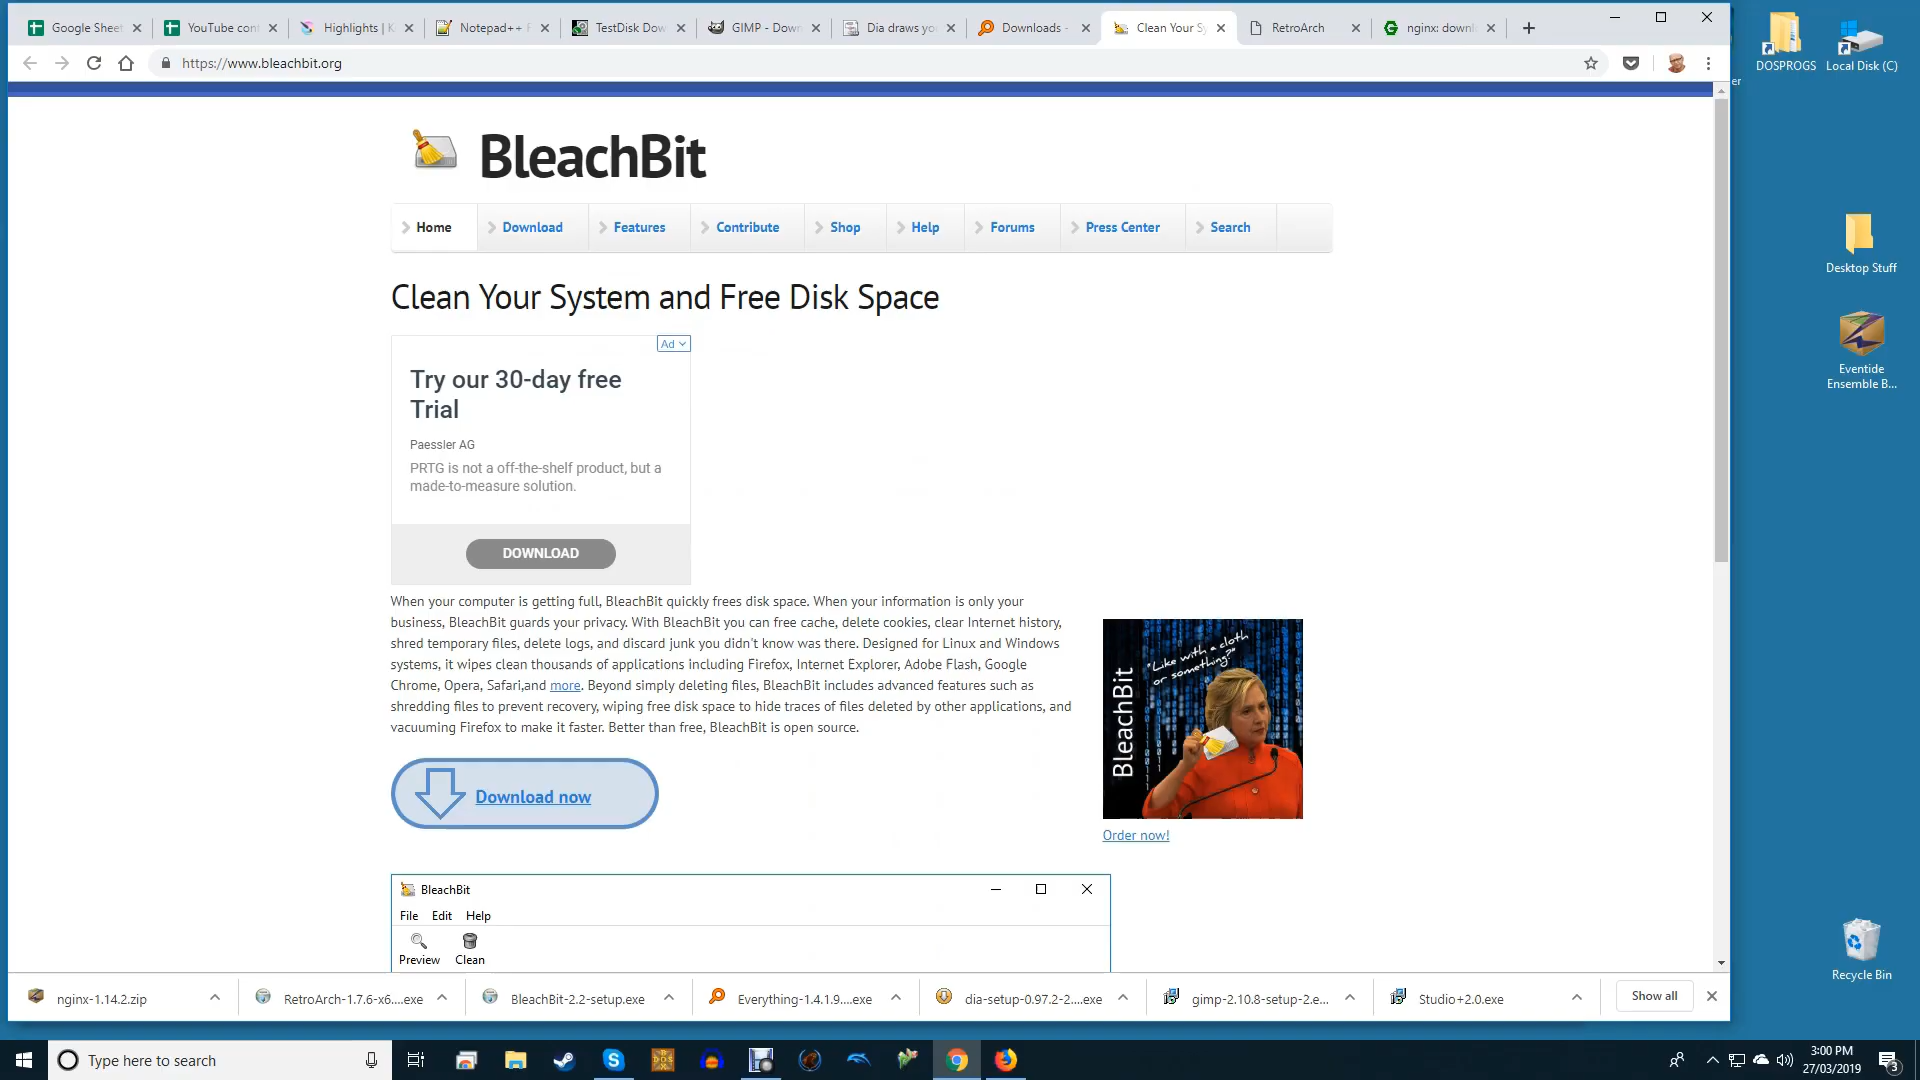 Google Sheet
YouTube cont
Highlights | K
Notepad++ F
TestDisk Dow
GIMP - Down
Dia draws yo
Downloads -
Clean Your Sy
RetroArch
nginx: downl
https://www.bleachbit.org
BleachBit
Home
Download
Features
Contribute
Shop
Help
Forums
Press Center
Search
Clean Your System and Free Disk Space
Ad
Try our 30-day free
Trial
Paessler AG
PRTG is not a off-the-shelf product, but a
made-to-measure solution.
DOWNLOAD
When your computer is getting full, BleachBit quickly frees disk space. When your information is only your
business, BleachBit guards your privacy. With BleachBit you can free cache, delete cookies, clear Internet history,
shred temporary files, delete logs, and discard junk you didn't know was there. Designed for Linux and Windows
systems, it wipes clean thousands of applications including Firefox, Internet Explorer, Adobe Flash, Google
Chrome, Opera, Safari,and more. Beyond simply deleting files, BleachBit includes advanced features such as
shredding files to prevent recovery, wiping free disk space to hide traces of files deleted by other applications, and
vacuuming Firefox to make it faster. Better than free, BleachBit is open source.
Download now
BleachBit
"Like with a cloth
or something?"
Order now!
BleachBit
File Edit Help
Preview Clean
nginx-1.14.2.zip
RetroArch-1.7.6-x6....exe
BleachBit-2.2-setup.exe
Everything-1.4.1.9....exe
dia-setup-0.97.2-2....exe
gimp-2.10.8-setup-2.e...
Studio+2.0.exe
Show all
er
DOSPROGS
Local Disk (C)
Desktop Stuff
Eventide
Ensemble B...
Recycle Bin
Type here to search
DOS
BOX
3:00 PM
27/03/2019
3